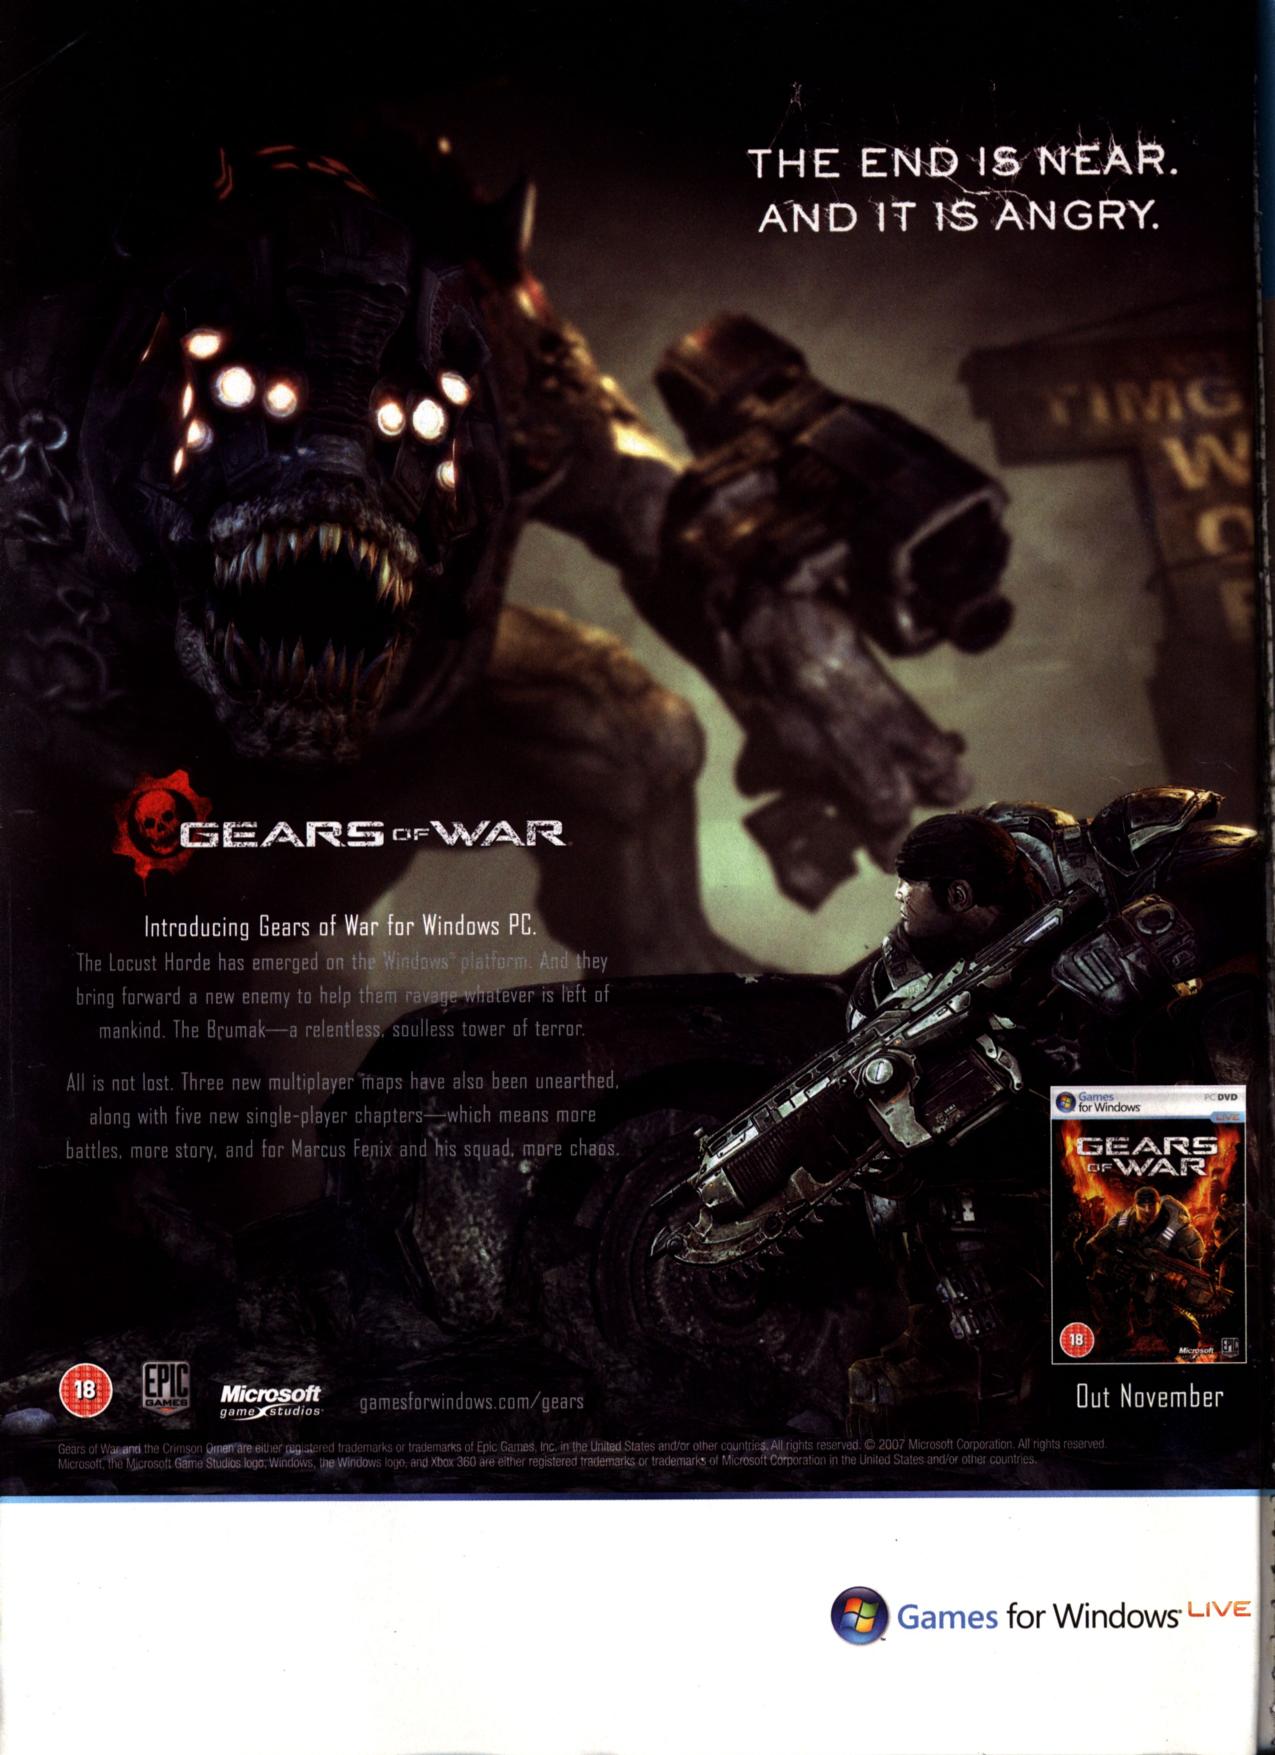 THE END IS NEAR.
AND IT IS ANGRY.
TIMG
W
O
GEARS OF WAR
Introducing Gears of War for Windows PC.
The Locust Horde has emerged on the Windows® platform. And they
bring forward a new enemy to help them ravage whatever is left of
mankind. The Brumak—a relentless, soulless tower of terror.
All is not lost. Three new multiplayer maps have also been unearthed,
along with five new single-player chapters—which means more
battles, more story, and for Marcus Fenix and his squad, more chaos.
Games
for Windows
PC DVD
LIVE
GEARS
OF WAR
18
Microsoft
EPIC
Out November
18
EPIC
GAMES
Microsoft
game studios
gamesforwindows.com/gears
Gears of War and the Crimson Omen are either registered trademarks or trademarks of Epic Games, Inc. in the United States and/or other countries. All rights reserved. © 2007 Microsoft Corporation. All rights reserved.
Microsoft, the Microsoft Game Studios logo, Windows, the Windows logo, and Xbox 360 are either registered trademarks or trademarks of Microsoft Corporation in the United States and/or other countries.
Games for Windows LIVE